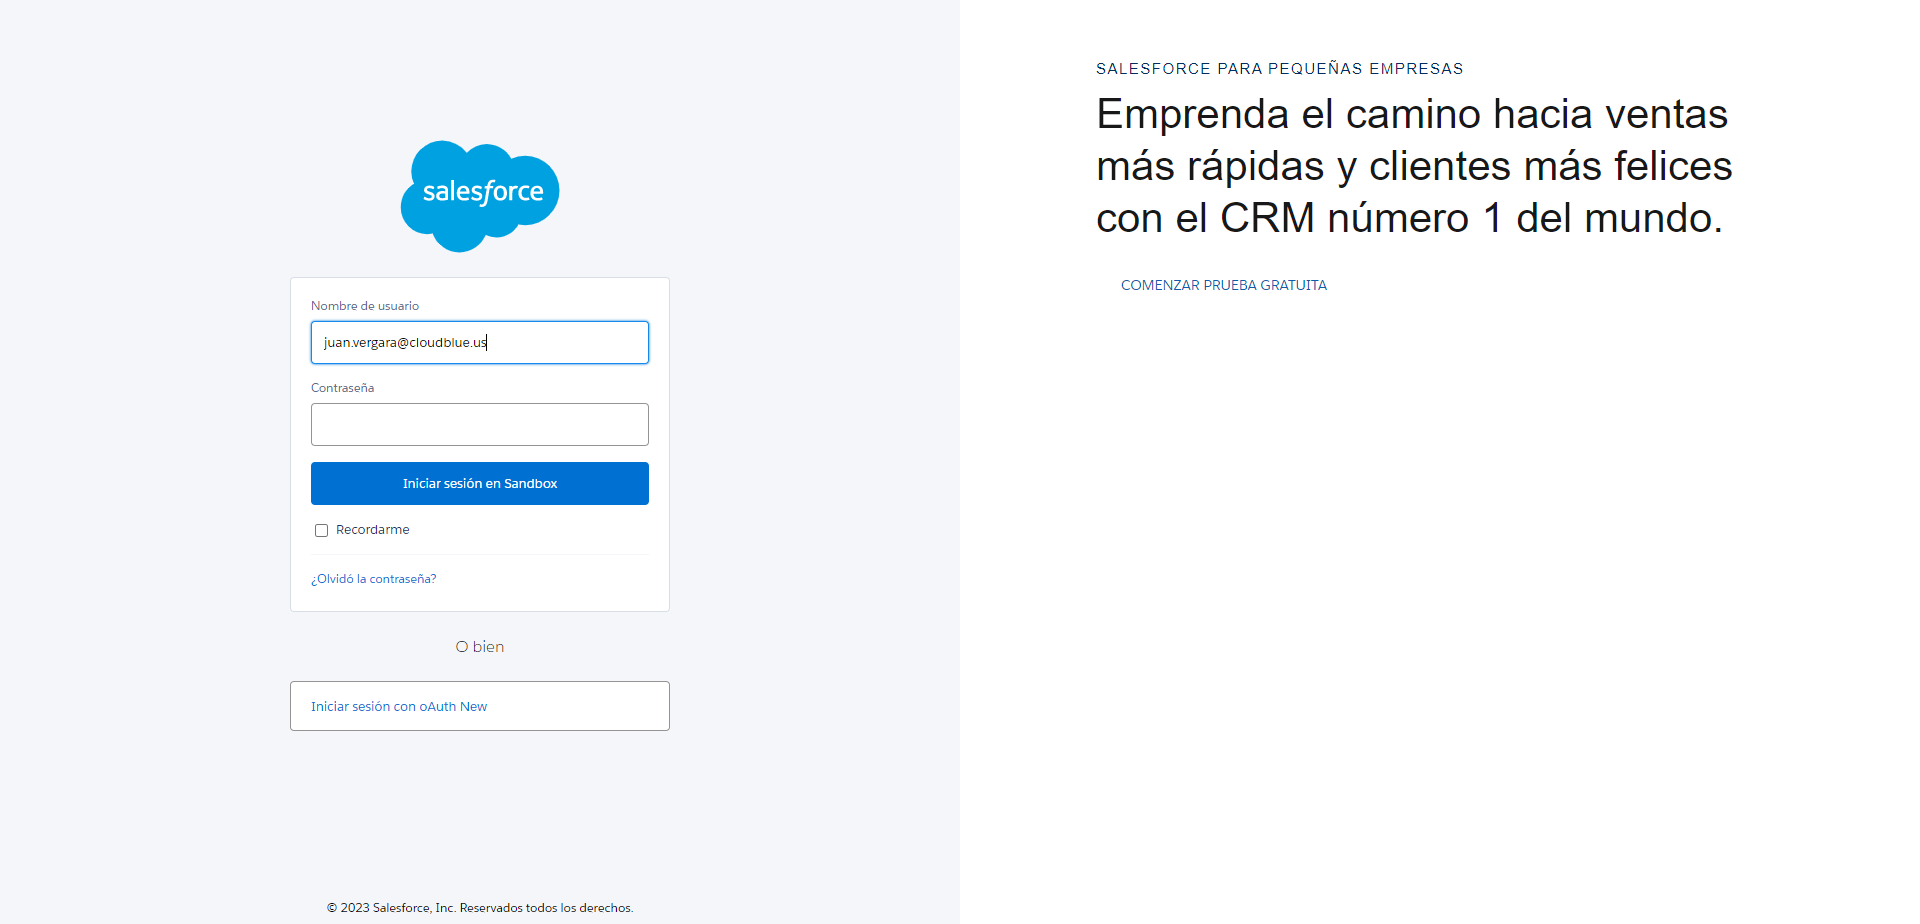 salesforce
Nombre de usuario
juan.vergara@cloudblue.us
Contraseña
Iniciar sesión en Sandbox
Recordarme
¿Olvidó la contraseña?
O bien
Iniciar sesión con oAuth New
© 2023 Salesforce, Inc. Reservados todos los derechos.
SALESFORCE PARA PEQUEÑAS EMPRESAS
Emprenda el camino hacia ventas
más rápidas y clientes más felices
con el CRM número 1 del mundo.
COMENZAR PRUEBA GRATUITA